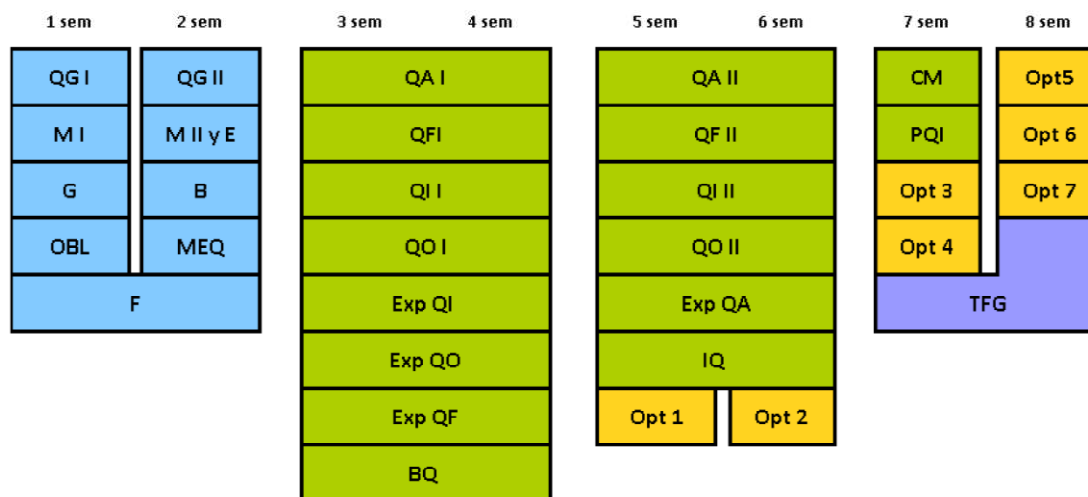 1 sem 2 sem 3 sem 4 sem 5 sem 6 sem 7 sem 8 sem
QG I QG II QA I QA II CM Opt5
M I M II y E QFI QF II PQI Opt 6
G B QI I QI II Opt 3 Opt 7
OBL MEQ QO I QO II Opt 4
F Exp QI Exp QA TFG
Exp QO IQ
Exp QF Opt 1 Opt 2
BQ